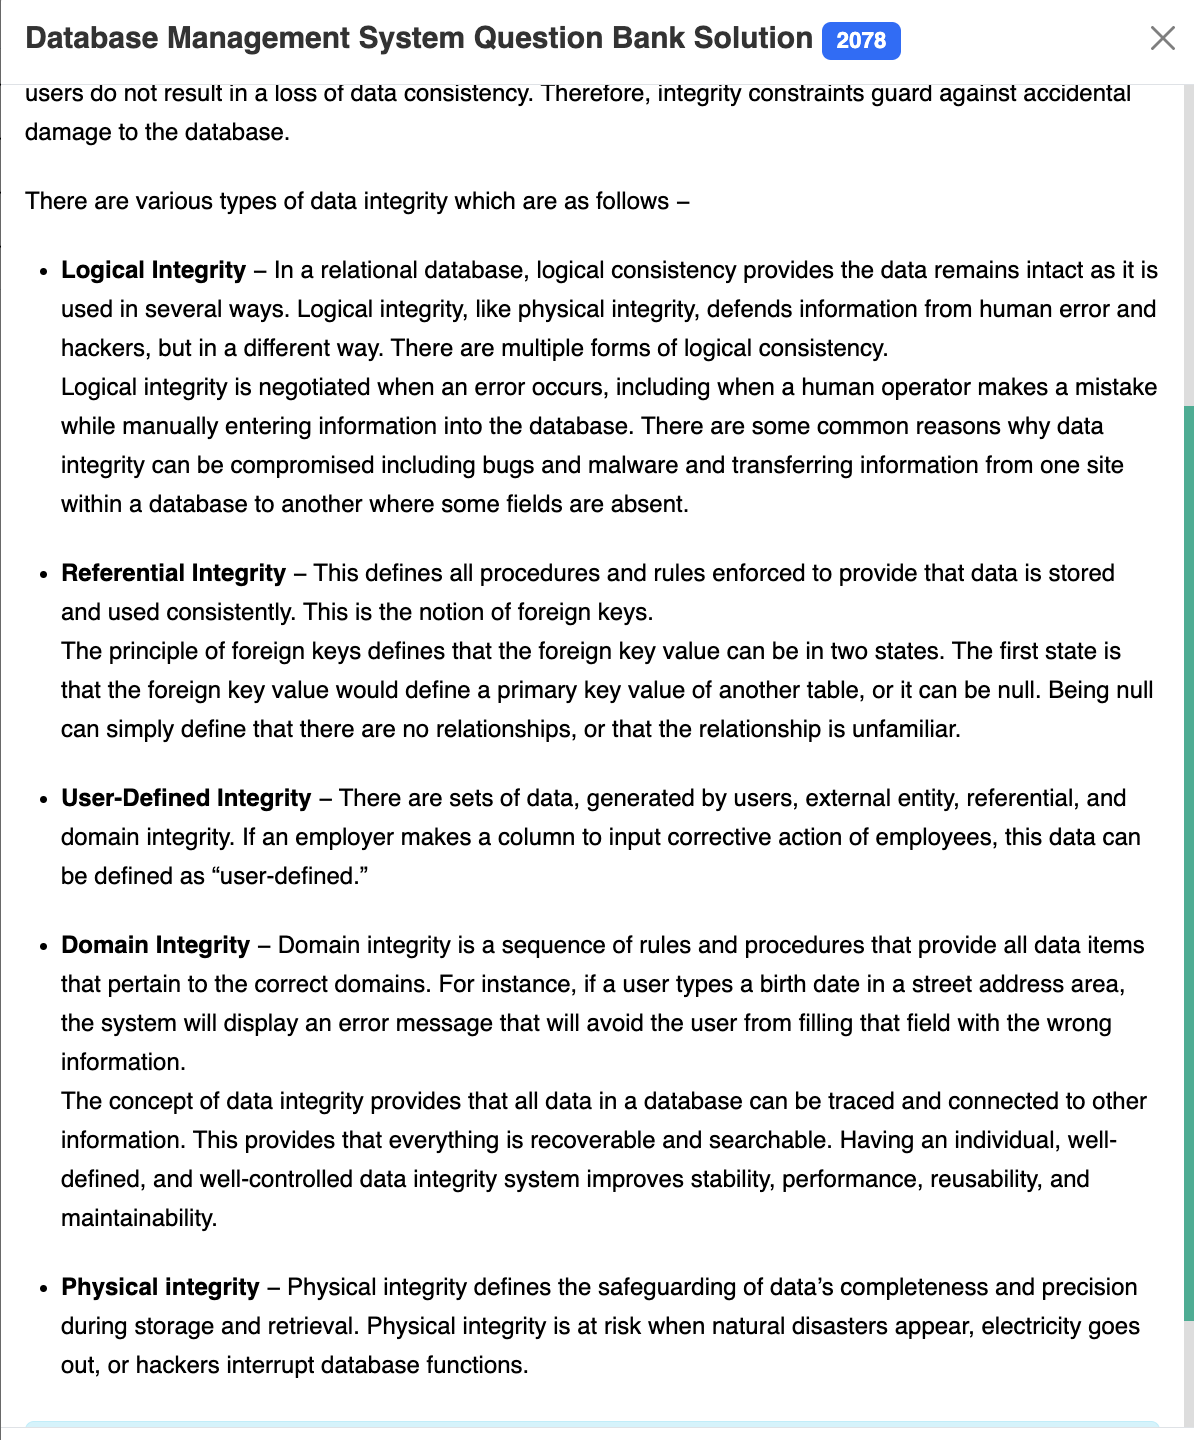 Database Management System Question Bank Solution 2078
users do not result in a loss of data consistency. Therefore, integrity constraints guard against accidental
damage to the database.
There are various types of data integrity which are as follows –
• Logical Integrity – In a relational database, logical consistency provides the data remains intact as it is
used in several ways. Logical integrity, like physical integrity, defends information from human error and
hackers, but in a different way. There are multiple forms of logical consistency.
Logical integrity is negotiated when an error occurs, including when a human operator makes a mistake
while manually entering information into the database. There are some common reasons why data
integrity can be compromised including bugs and malware and transferring information from one site
within a database to another where some fields are absent.
• Referential Integrity – This defines all procedures and rules enforced to provide that data is stored
and used consistently. This is the notion of foreign keys.
The principle of foreign keys defines that the foreign key value can be in two states. The first state is
that the foreign key value would define a primary key value of another table, or it can be null. Being null
can simply define that there are no relationships, or that the relationship is unfamiliar.
• User-Defined Integrity – There are sets of data, generated by users, external entity, referential, and
domain integrity. If an employer makes a column to input corrective action of employees, this data can
be defined as “user-defined.”
• Domain Integrity – Domain integrity is a sequence of rules and procedures that provide all data items
that pertain to the correct domains. For instance, if a user types a birth date in a street address area,
the system will display an error message that will avoid the user from filling that field with the wrong
information.
The concept of data integrity provides that all data in a database can be traced and connected to other
information. This provides that everything is recoverable and searchable. Having an individual, well-
defined, and well-controlled data integrity system improves stability, performance, reusability, and
maintainability.
• Physical integrity – Physical integrity defines the safeguarding of data’s completeness and precision
during storage and retrieval. Physical integrity is at risk when natural disasters appear, electricity goes
out, or hackers interrupt database functions.